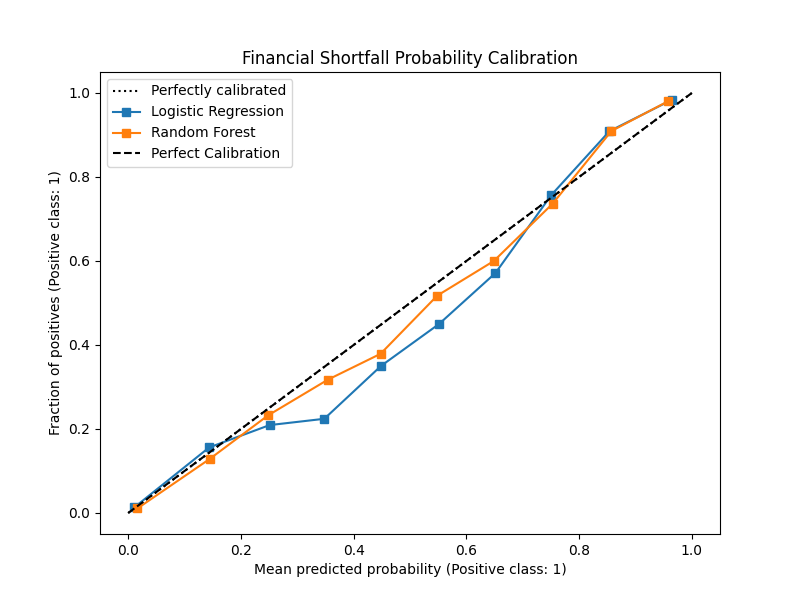 Financial Shortfall Probability Calibration
Perfectly calibrated
Logistic Regression
Random Forest
Perfect Calibration
1.0
0.8
0.6
0.4
0.2
0.0
Fraction of positives (Positive class: 1)
0.0 0.2 0.4 0.6 0.8 1.0
Mean predicted probability (Positive class: 1)